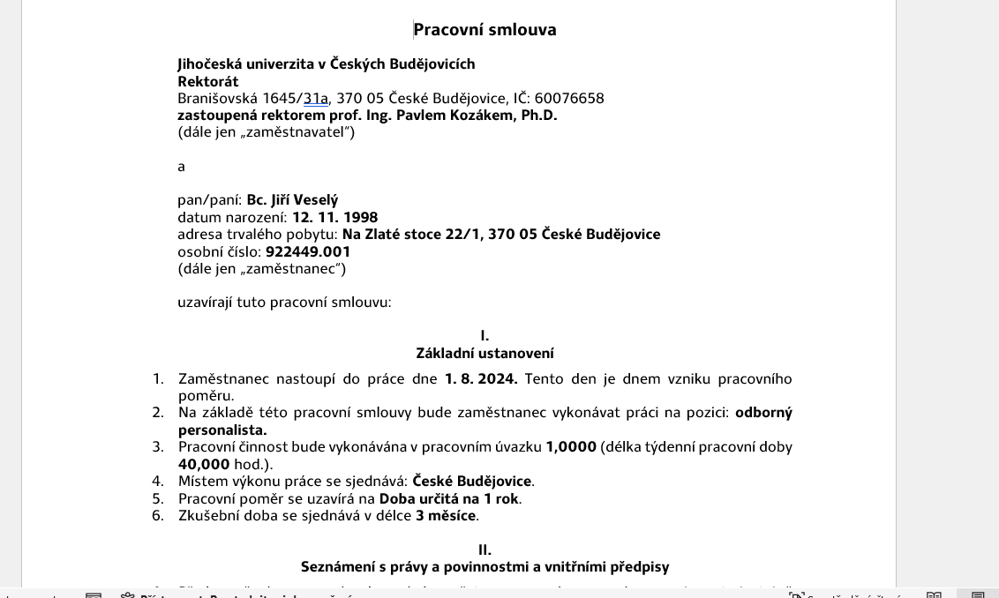 Pracovní smlouva
Jihočeská univerzita v Českých Budějovicích
Rektorát
Branišovská 1645/31a, 370 05 České Budějovice, IČ: 60076658
zastoupená rektorem prof. Ing. Pavlem Kozákem, Ph.D.
(dále jen „zaměstnavatel“)
a
pan/paní: Bc. Jiří Veselý
datum narození: 12. 11. 1998
adresa trvalého pobytu: Na Zlaté stoce 22/1, 370 05 České Budějovice
osobní číslo: 922449.001
(dále jen „zaměstnanec“)
uzavírají tuto pracovní smlouvu:
I.
Základní ustanovení
1. Zaměstnanec nastoupí do práce dne 1. 8. 2024. Tento den je dnem vzniku pracovního
poměru.
2. Na základě této pracovní smlouvy bude zaměstnanec vykonávat práci na pozici: odborný
personalista.
3. Pracovní činnost bude vykonávána v pracovním úvazku 1,0000 (délka týdenní pracovní doby
40,000 hod.).
4. Místem výkonu práce se sjednává: České Budějovice.
5. Pracovní poměr se uzavírá na Doba určitá na 1 rok.
6. Zkušební doba se sjednává v délce 3 měsíce.
II.
Seznámení s právy a povinnostmi a vnitřními předpisy